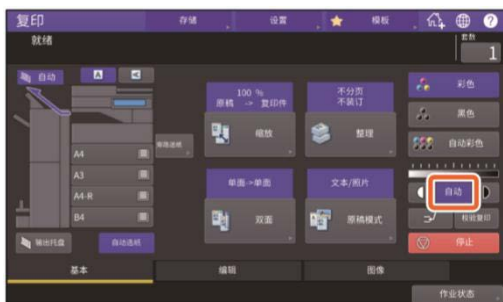 复印
存储
设置
模板
就绪
套数
1
自动
A
100 %
原稿 -> 复印件
缩放
不分页
不装订
整理
彩色
黑色
自动彩色
A4
A3
A4-R
B4
单面->单面
双面
文本/照片
原稿模式
自动
校验复印
输出托盘
自动选纸
停止
基本
编辑
图像
作业状态